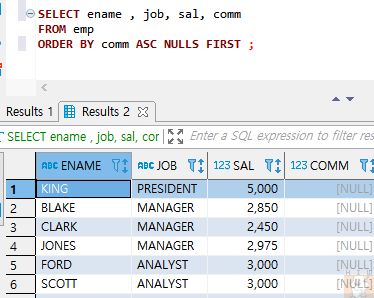 SELECT ename , job, sal, comm
FROM emp
ORDER BY comm ASC NULLS FIRST ;
Results 1 Results 2
SELECT ename , job, sal, cor Enter a SQL expression to filter res
ABC ENAME ABC JOB 123 SAL 123 COMM
1 KING PRESIDENT 5,000 [NULL]
2 BLAKE MANAGER 2,850 [NULL]
3 CLARK MANAGER 2,450 [NULL]
4 JONES MANAGER 2,975 [NULL]
5 FORD ANALYST 3,000 [NULL]
6 SCOTT ANALYST 3,000 [NULL]